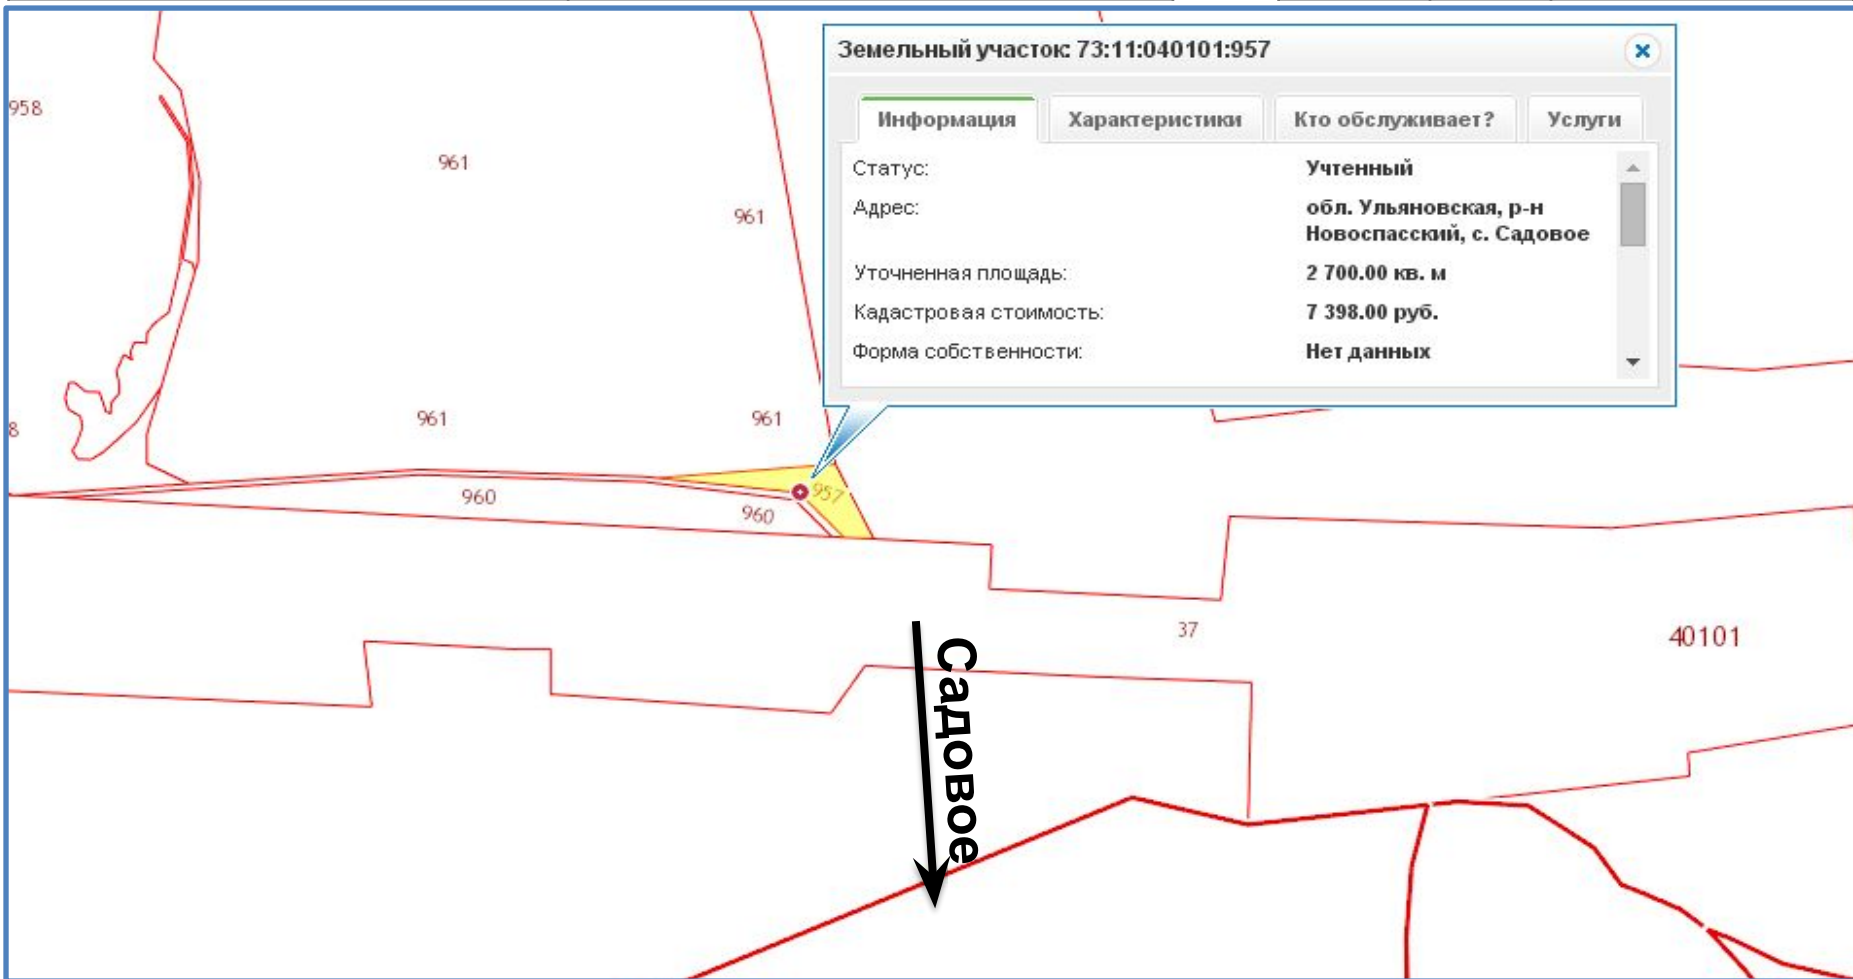 Земельный участок: 73:11:040101:957
Информация
Характеристики
Кто обслуживает?
Услуги
Статус:
Учтенный
Адрес:
обл. Ульяновская, р-н
Новоспасский, с. Садовое
Уточненная площадь:
2 700.00 кв. м
Кадастровая стоимость:
7 398.00 руб.
Форма собственности:
Нет данных
958
961
961
8
961
961
957
960
960
37
40101
Садовое